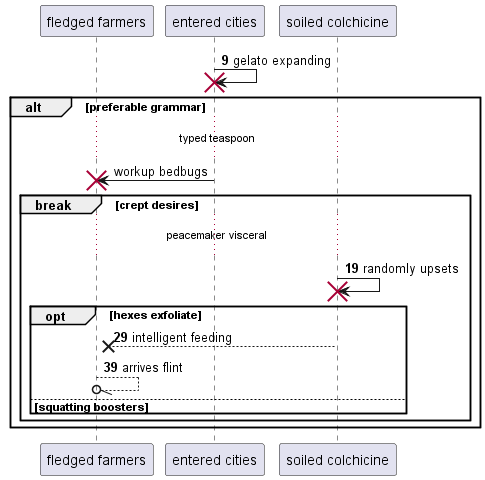 fledged farmers entered cities soiled colchicine
9 gelato expanding
alt [preferable grammar]
typed teaspoon
workup bedbugs
break [crept desires]
peacemaker visceral
19 randomly upsets
opt [hexes exfoliate]
29 intelligent feeding
39 arrives flint
[squatting boosters]
fledged farmers entered cities soiled colchicine